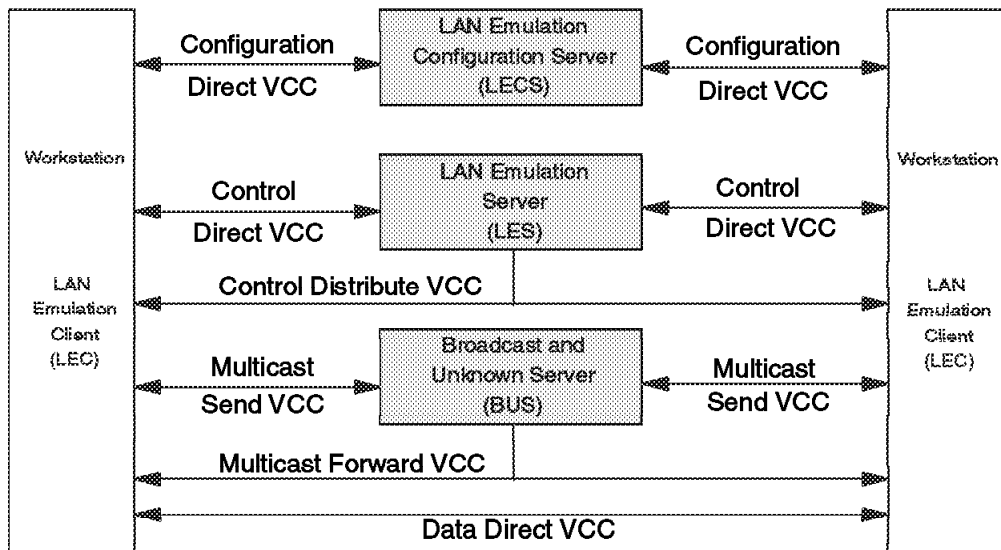 LAN Emulation
Configuration Server
(LECS)
Configuration
Direct VCC
Configuration
Direct VCC
Workstation
Workstation
LAN Emulation
Server
(LES)
Control
Direct VCC
Control
Direct VCC
Control Distribute VCC
LAN
Emulation
Client
(LEC)
LAN
Emulation
Client
(LEC)
Broadcast and
Unknown Server
(BUS)
Multicast
Send VCC
Multicast
Send VCC
Multicast Forward VCC
Data Direct VCC